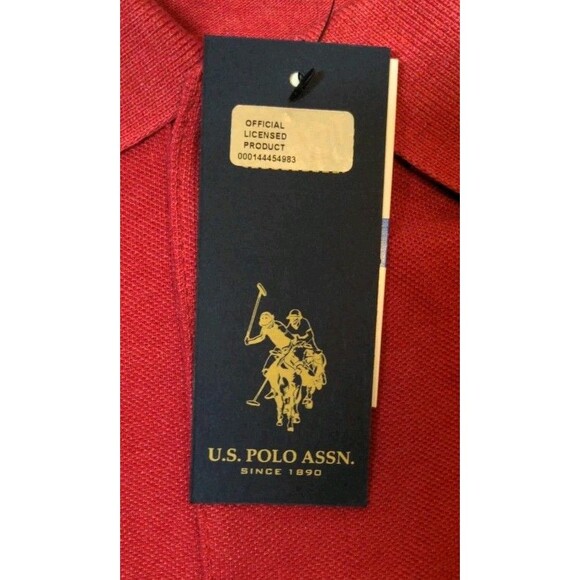 OFFICIAL
LICENSED
PRODUCT
000144454983
U.S. POLO ASSN.
SINCE 1890